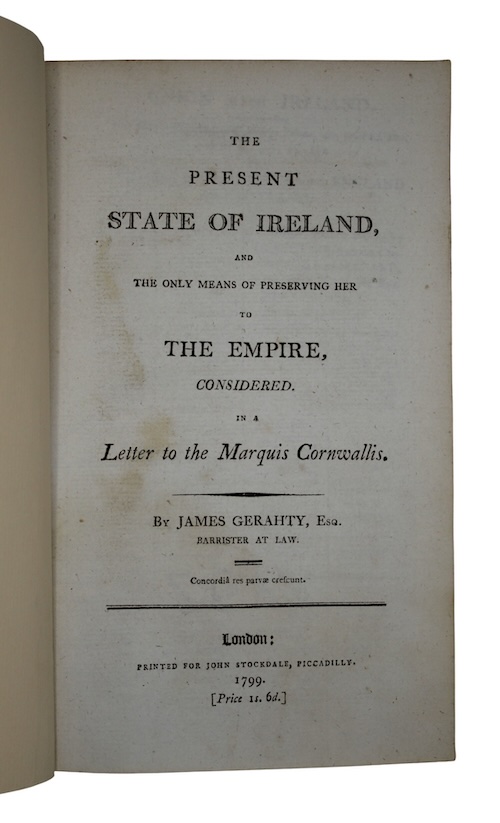 THE
PRESENT
STATE OF IRELAND,
AND
THE ONLY MEANS OF PRESERVING HER
TO
THE EMPIRE,
CONSIDERED.
IN A
Letter to the Marquis Cornwallis.
By JAMES GERAHTY, Esq.
BARRISTER AT LAW.
Concordiâ res parvæ creſcunt.
London:
PRINTED FOR JOHN STOCKDALE, PICCADILLY.
1799.
[Price 1s. 6d.]